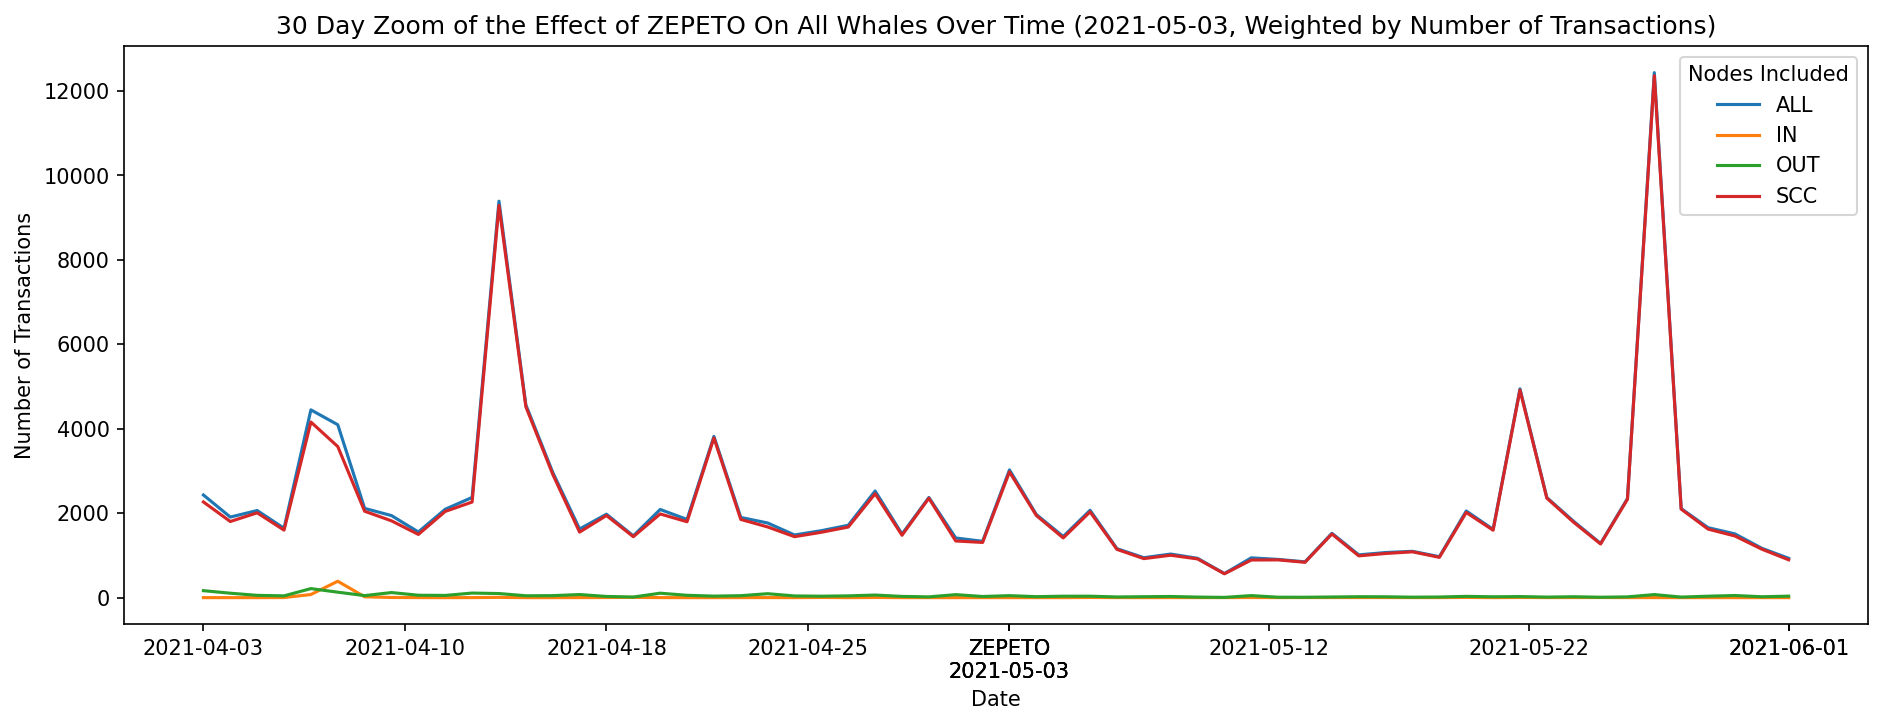 30 Day Zoom of the Effect of ZEPETO On All Whales Over Time (2021-05-03, Weighted by Number of Transactions)
Nodes Included
ALL
IN
OUT
SCC
Number of Transactions
12000
10000
8000
6000
4000
2000
0
2021-04-03
2021-04-10
2021-04-18
2021-04-25
ZEPETO
2021-05-03
2021-05-12
2021-05-22
2021-06-01
Date